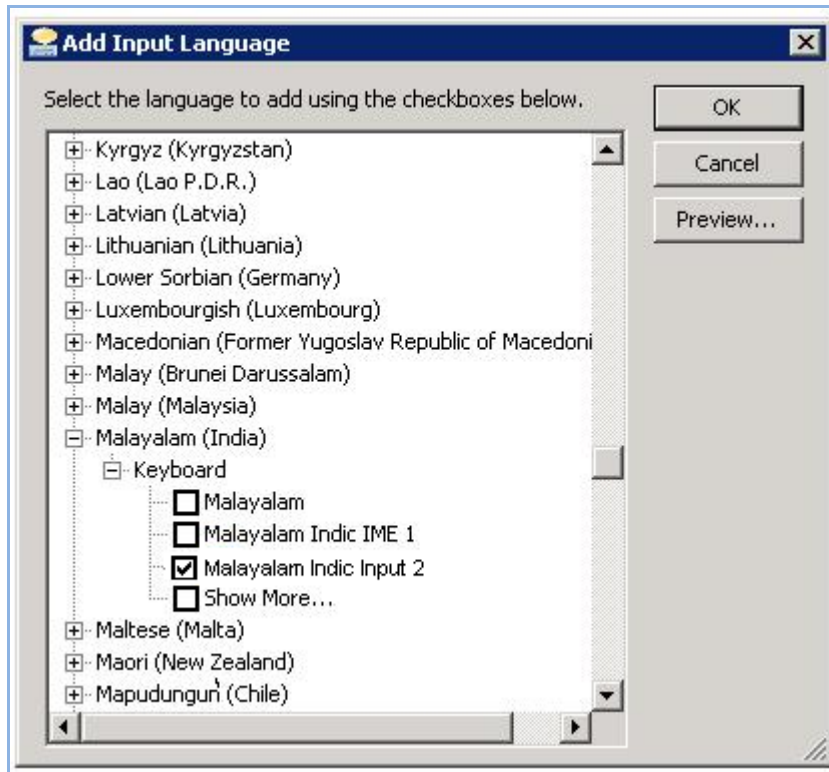 Add Input Language
Select the language to add using the checkboxes below.
OK
Cancel
Preview...
Kyrgyz (Kyrgyzstan)
Lao (Lao P.D.R.)
Latvian (Latvia)
Lithuanian (Lithuania)
Lower Sorbian (Germany)
Luxembourgish (Luxembourg)
Macedonian (Former Yugoslav Republic of Macedoni
Malay (Brunei Darussalam)
Malay (Malaysia)
Malayalam (India)
Keyboard
Malayalam
Malayalam Indic IME 1
Malayalam Indic Input 2
Show More...
Maltese (Malta)
Maori (New Zealand)
Mapudungun (Chile)